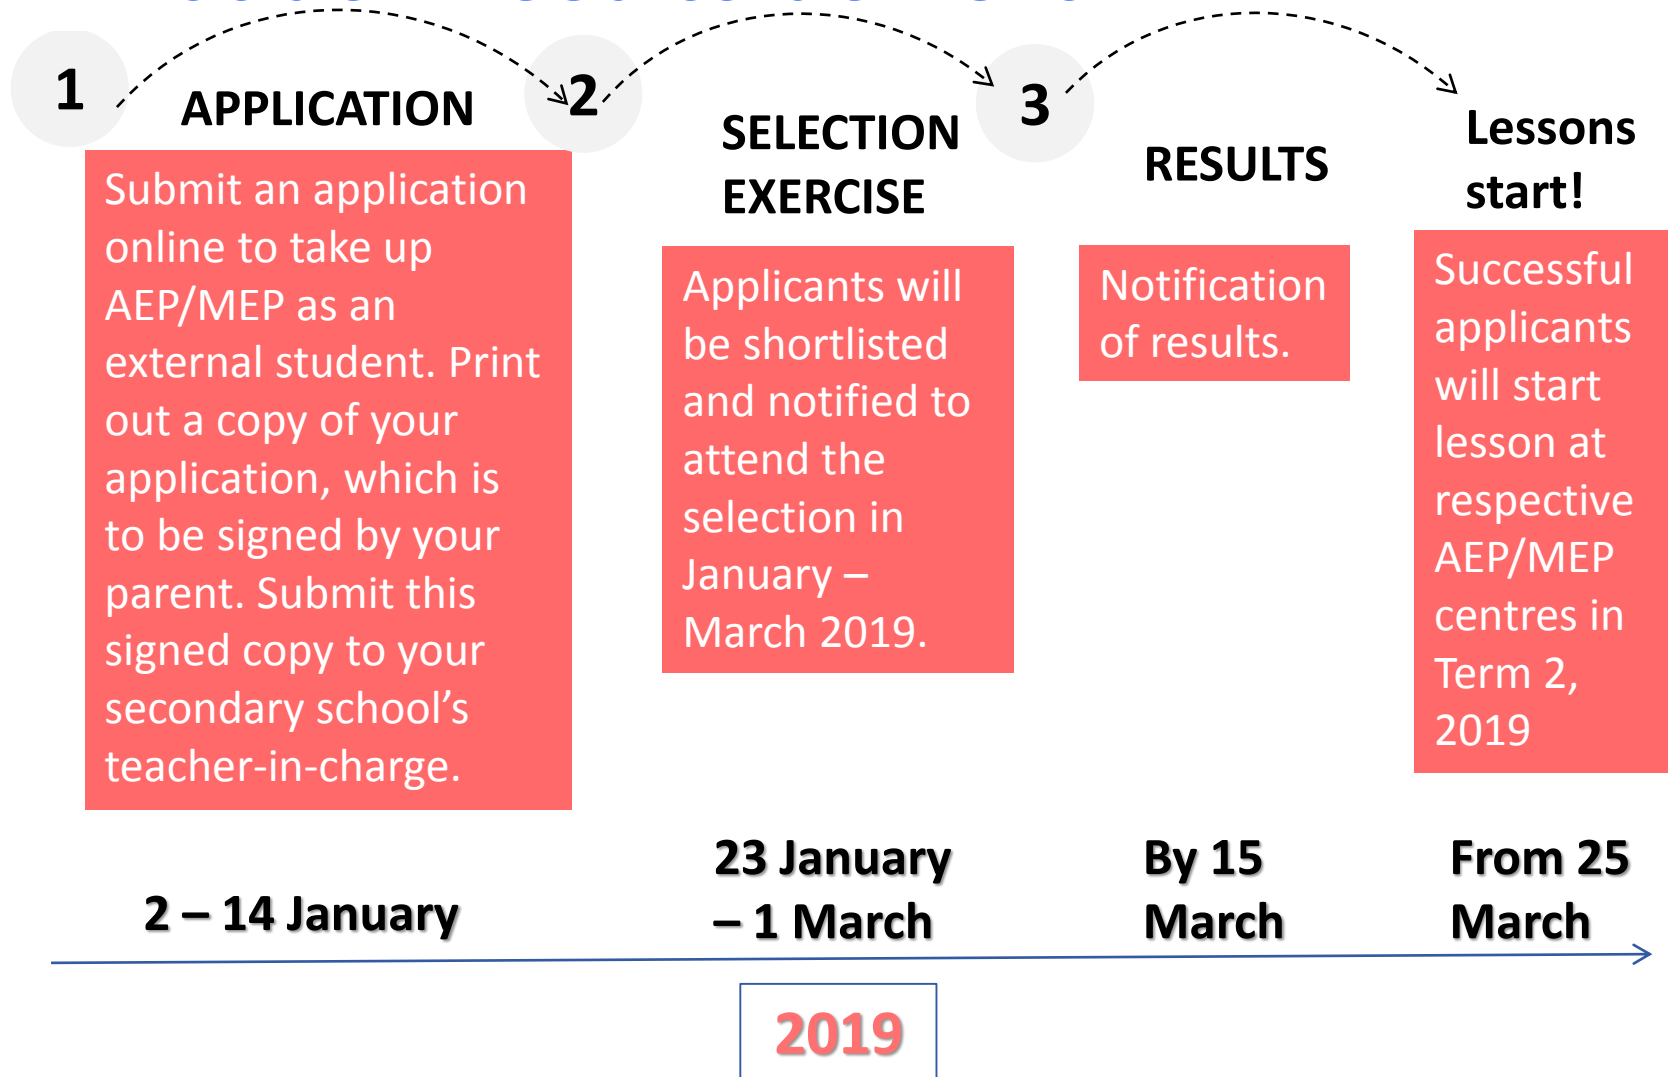 1
APPLICATION
Submit an application
online to take up
AEP/MEP as an
external student. Print
out a copy of your
application, which is
to be signed by your
parent. Submit this
signed copy to your
secondary school’s
teacher-in-charge.
2 – 14 January
2
SELECTION
EXERCISE
Applicants will
be shortlisted
and notified to
attend the
selection in
January –
March 2019.
23 January
– 1 March
3
RESULTS
Notification
of results.
By 15
March
Lessons
start!
Successful
applicants
will start
lesson at
respective
AEP/MEP
centres in
Term 2,
2019
From 25
March
2019